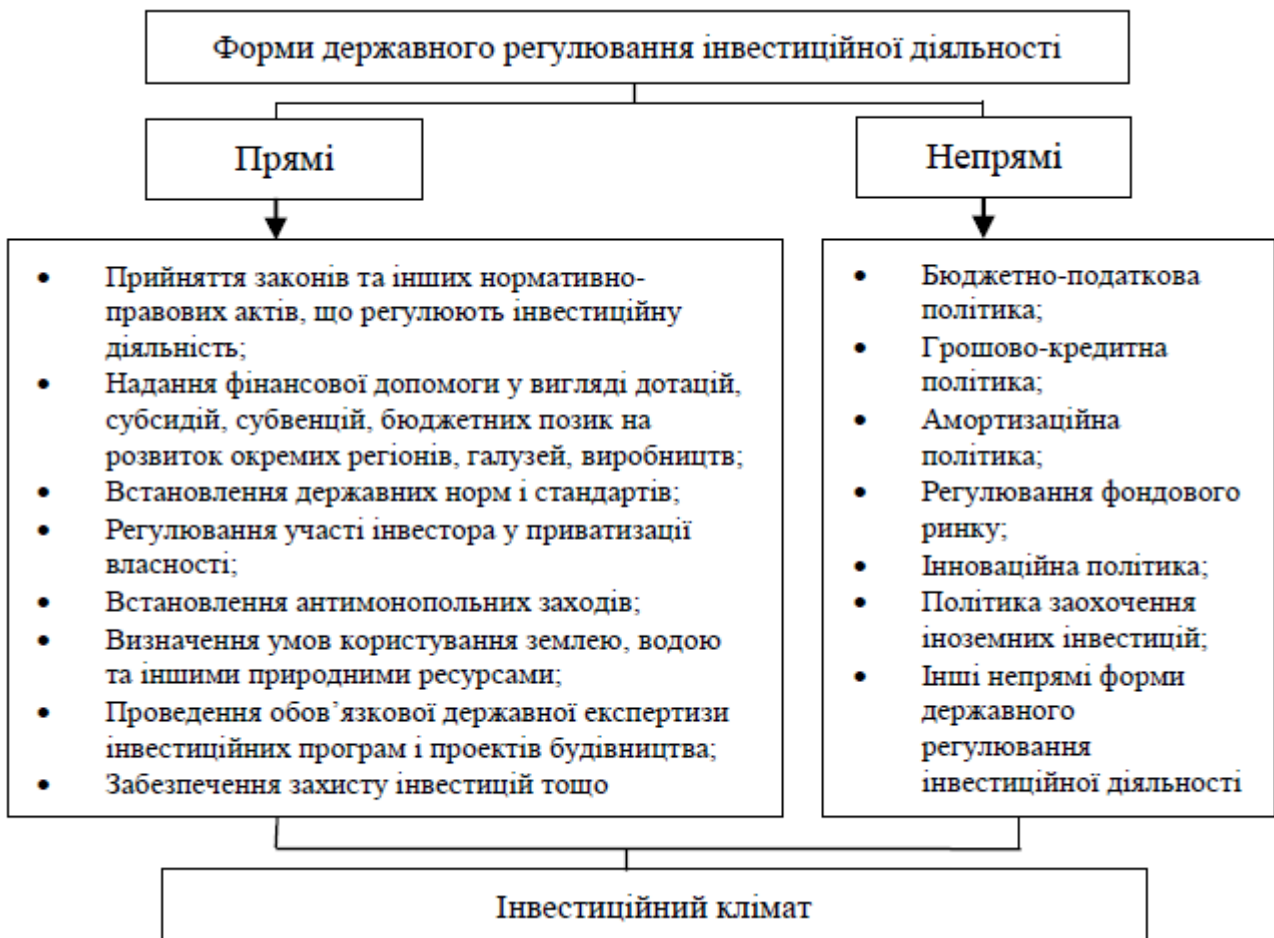 Форми державного регулювання інвестиційної діяльності
Прямі
Непрямі
• Прийняття законів та інших нормативно-
правових актів, що регулюють інвестиційну
діяльність;
• Надання фінансової допомоги у вигляді дотацій,
субсидій, субвенцій, бюджетних позик на
розвиток окремих регіонів, галузей, виробництв;
• Встановлення державних норм і стандартів;
• Регулювання участі інвестора у приватизації
власності;
• Встановлення антимонопольних заходів;
• Визначення умов користування землею, водою
та іншими природними ресурсами;
• Проведення обов’язкової державної експертизи
інвестиційних програм і проектів будівництва;
• Забезпечення захисту інвестицій тощо
• Бюджетно-податкова
політика;
• Грошово-кредитна
політика;
• Амортизаційна
політика;
• Регулювання фондового
ринку;
• Інноваційна політика;
• Політика заохочення
іноземних інвестицій;
• Інші непрямі форми
державного
регулювання
інвестиційної діяльності
Інвестиційний клімат